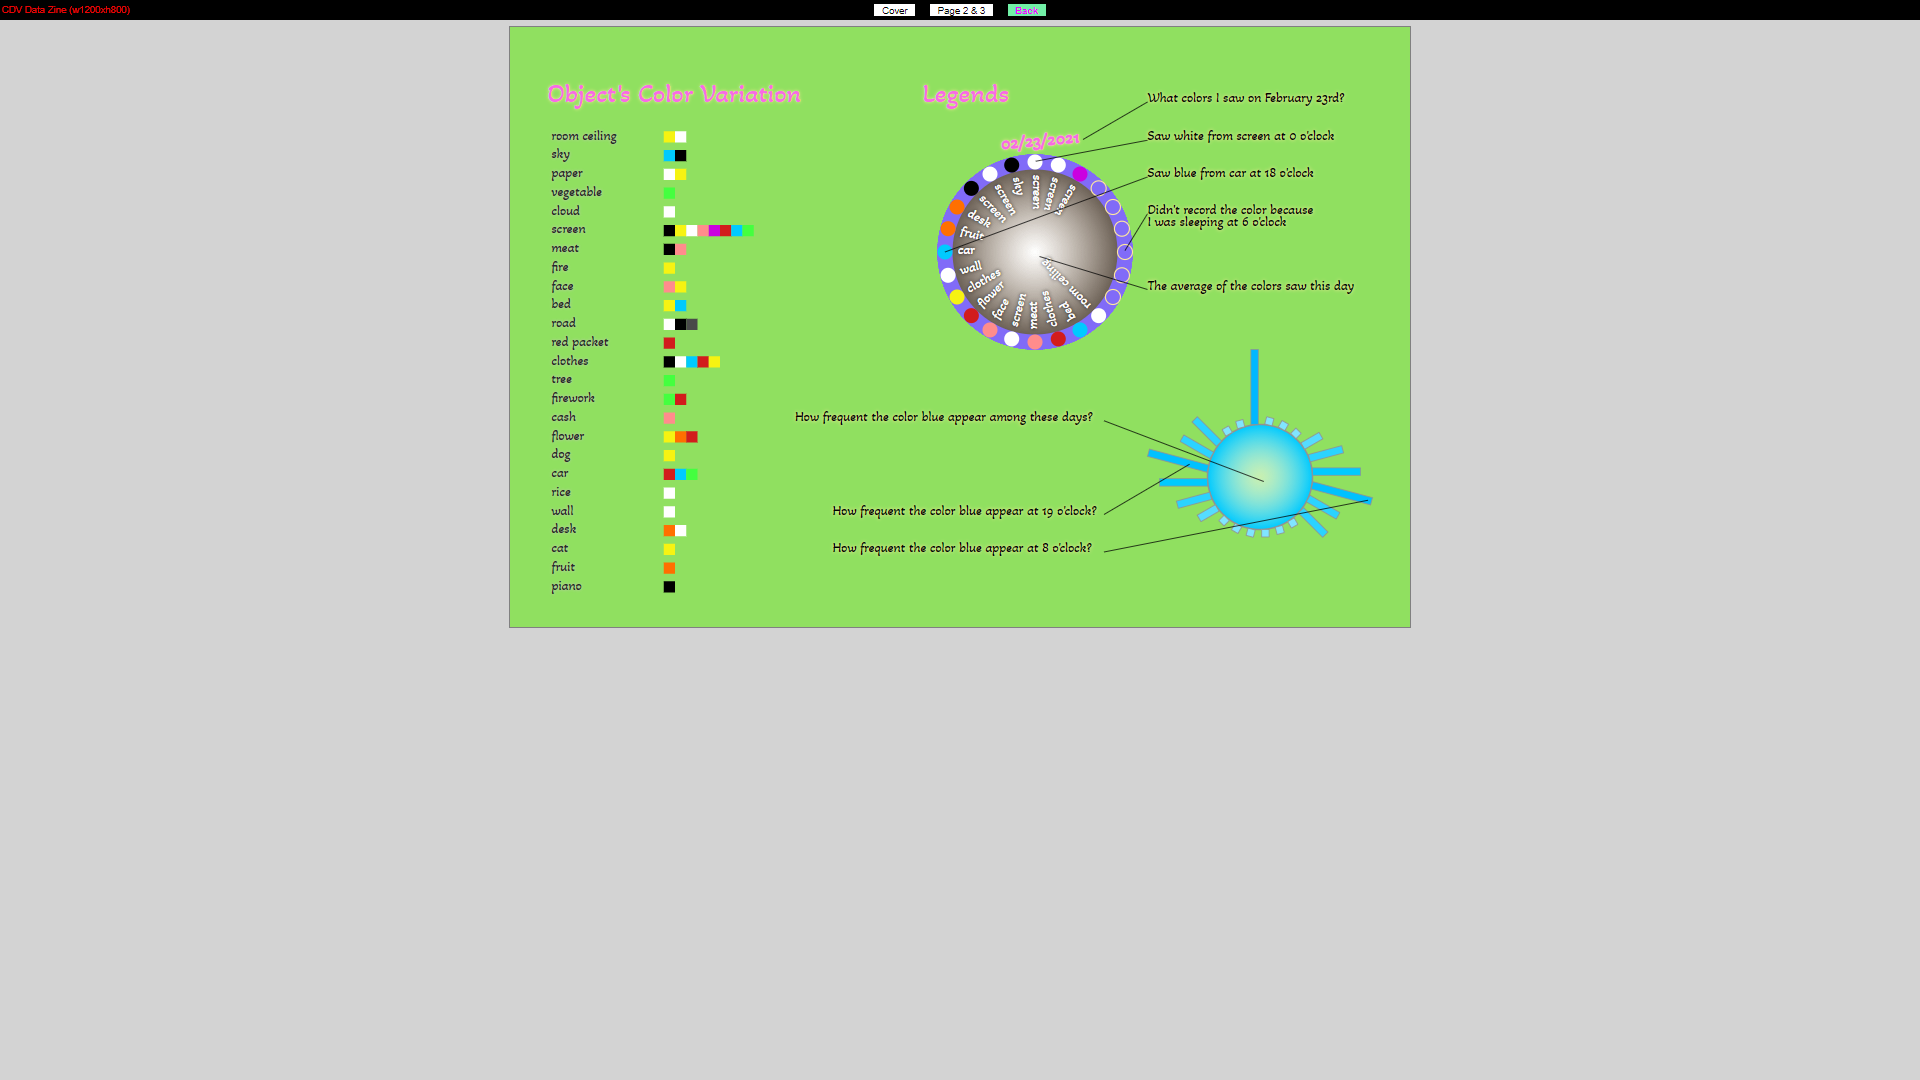 CDV Data Zine (w1200xh800)
Cover
Page 2 & 3
Back
Object's Color Variation
room ceiling
sky
paper
vegetable
cloud
screen
meat
fire
face
bed
road
red packet
clothes
tree
firework
cash
flower
dog
car
rice
wall
desk
cat
fruit
piano
Legends
02/23/2021
screen
screen
screen
room ceiling
bed
clothes
meat
screen
face
flower
clothes
wall
car
fruit
desk
screen
screen
sky
What colors I saw on February 23rd?
Saw white from screen at 0 o'clock
Saw blue from car at 18 o'clock
Didn't record the color because
I was sleeping at 6 o'clock
The average of the colors saw this day
How frequent the color blue appear among these days?
How frequent the color blue appear at 19 o'clock?
How frequent the color blue appear at 8 o'clock?